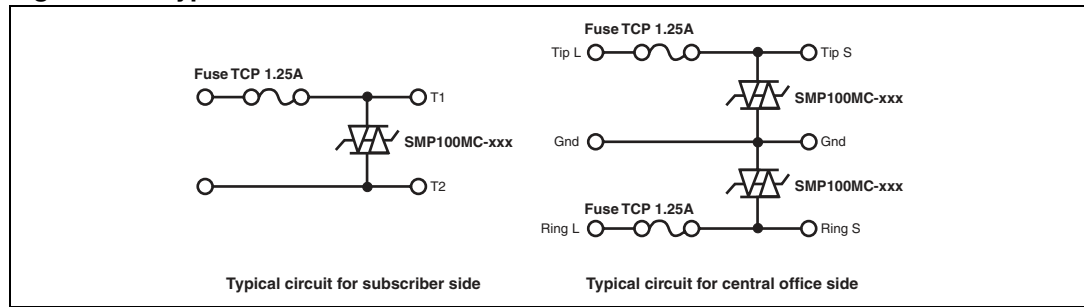 Fuse TCP 1.25A
T1
SMP100MC-xxx
T2
Typical circuit for subscriber side
Fuse TCP 1.25A
Tip L
Tip S
SMP100MC-xxx
Gnd
Gnd
SMP100MC-xxx
Fuse TCP 1.25A
Ring L
Ring S
Typical circuit for central office side